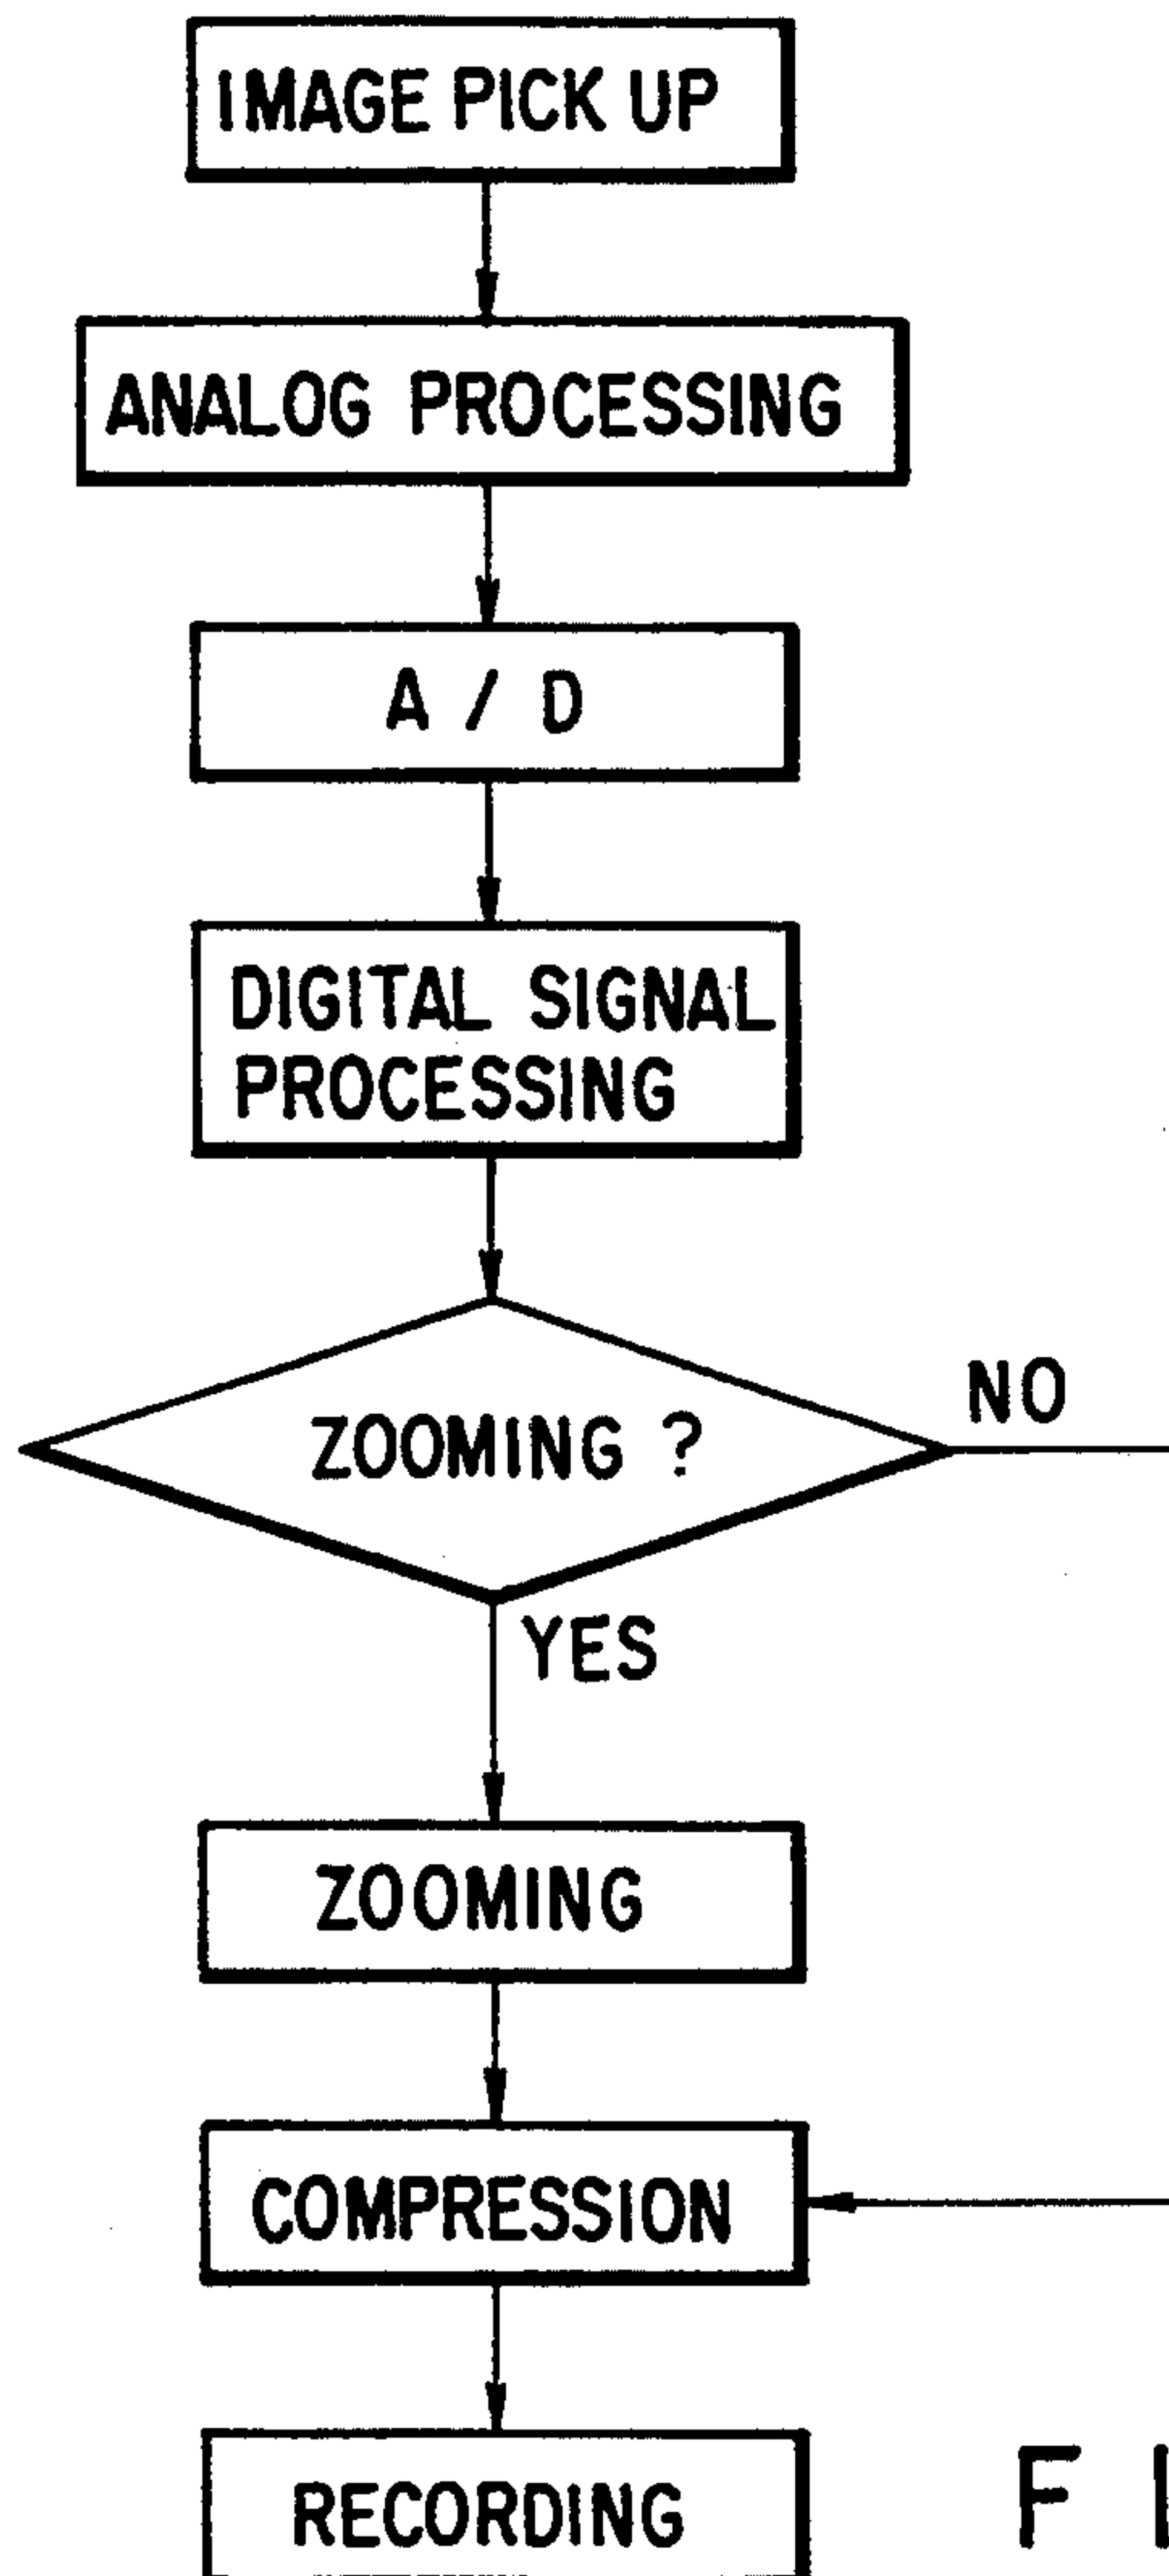 IMAGE PICK UP
ANALOG PROCESSING
A / D
DIGITAL SIGNAL
PROCESSING
ZOOMING ?
NO
YES
ZOOMING
COMPRESSION
RECORDING
F I